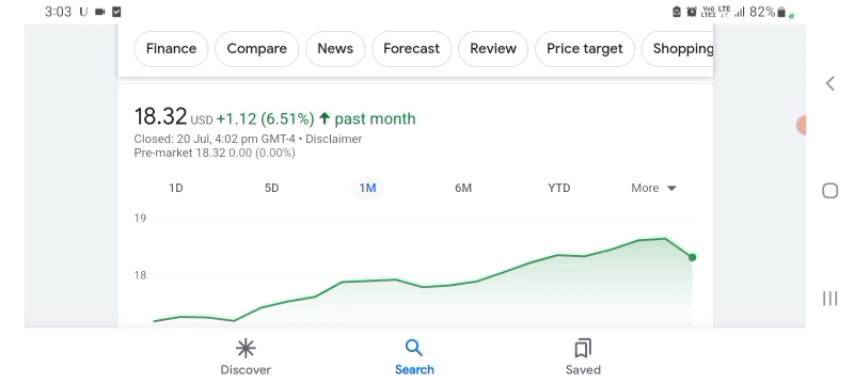 3:03 U 82%
Finance Compare News Forecast Review Price target Shopping
18.32 USD +1.12 (6.51%) ↑ past month
Closed: 20 Jul, 4:02 pm GMT-4 • Disclaimer
Pre-market 18.32 0.00 (0.00%)
1D 5D 1M 6M YTD More
19
18
Discover Search Saved